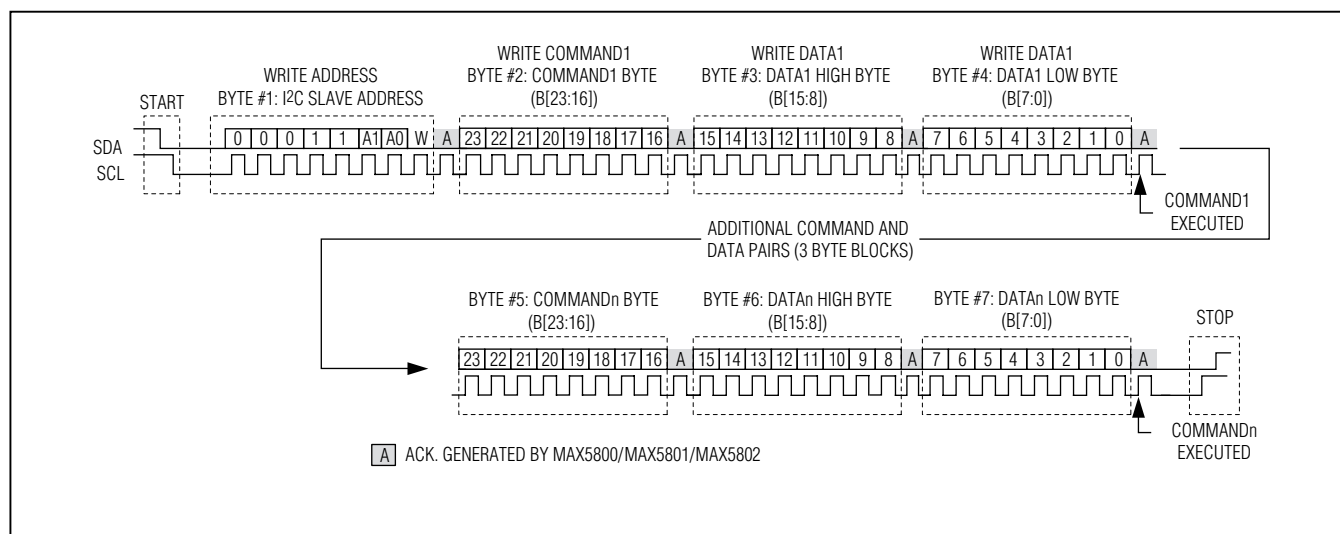 WRITE ADDRESS
BYTE #1: I²C SLAVE ADDRESS
WRITE COMMAND1
BYTE #2: COMMAND1 BYTE
(B[23:16])
WRITE DATA1
BYTE #3: DATA1 HIGH BYTE
(B[15:8])
WRITE DATA1
BYTE #4: DATA1 LOW BYTE
(B[7:0])
START
SDA
SCL
0 0 0 1 1 A1 A0 W A 23 22 21 20 19 18 17 16 A 15 14 13 12 11 10 9 8 A 7 6 5 4 3 2 1 0 A
COMMAND1
EXECUTED
ADDITIONAL COMMAND AND
DATA PAIRS (3 BYTE BLOCKS)
BYTE #5: COMMANDn BYTE
(B[23:16])
BYTE #6: DATAn HIGH BYTE
(B[15:8])
BYTE #7: DATAn LOW BYTE
(B[7:0])
STOP
23 22 21 20 19 18 17 16 A 15 14 13 12 11 10 9 8 A 7 6 5 4 3 2 1 0 A
COMMANDn
EXECUTED
A ACK. GENERATED BY MAX5800/MAX5801/MAX5802